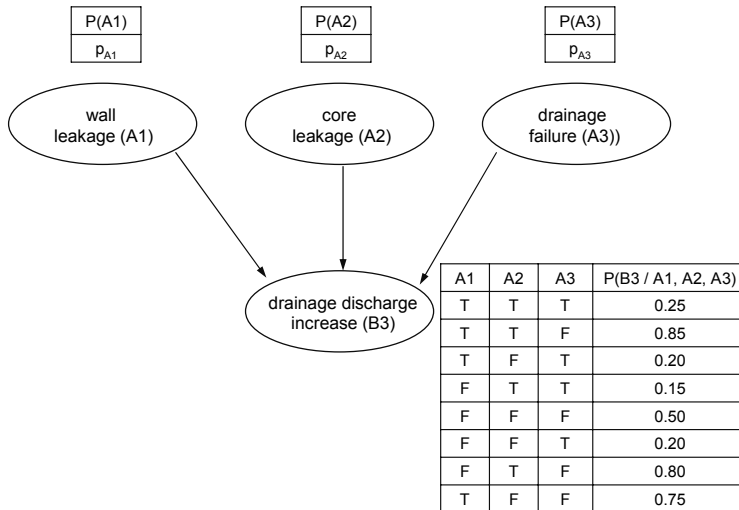 P(A1) P(A2) P(A3)
pA1 pA2 pA3
wall
leakage (A1)
core
leakage (A2)
drainage
failure (A3))
drainage discharge
increase (B3)
A1 A2 A3 P(B3 / A1, A2, A3)
T T T 0.25
T T F 0.85
T F T 0.20
F T T 0.15
F F F 0.50
F F T 0.20
F T F 0.80
T F F 0.75